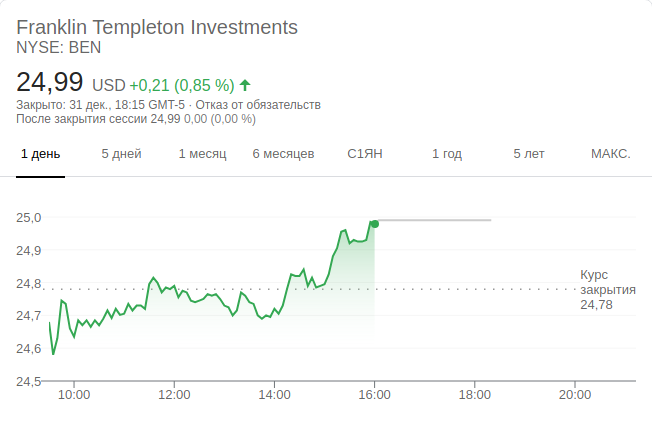 Franklin Templeton Investments
NYSE: BEN
24,99 USD +0,21 (0,85 %)
Закрыто: 31 дек., 18:15 GMT-5 · Отказ от обязательств
После закрытия сессии 24,99 0,00 (0,00 %)
1 день 5 дней 1 месяц 6 месяцев С1ЯН 1 год 5 лет МАКС.
25,0
24,9
24,8
24,7
24,6
24,5
Курс
закрытия
24,78
10:00 12:00 14:00 16:00 18:00 20:00